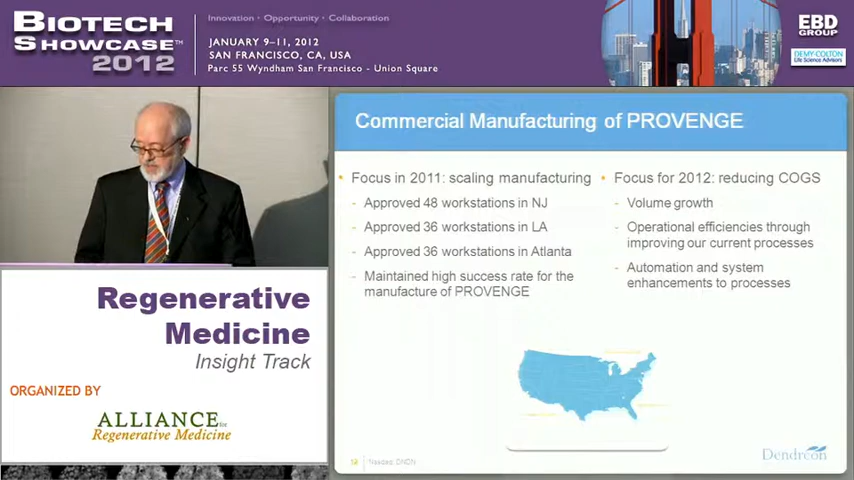 BIOTECH
SHOWCASE™
2012
Innovation • Opportunity • Collaboration
JANUARY 9–11, 2012
SAN FRANCISCO, CA, USA
Parc 55 Wyndham San Francisco - Union Square
EBD
GROUP
DEMY-COLTON
Life Science Advisors
Commercial Manufacturing of PROVENGE
• Focus in 2011: scaling manufacturing
- Approved 48 workstations in NJ
- Approved 36 workstations in LA
- Approved 36 workstations in Atlanta
- Maintained high success rate for the
manufacture of PROVENGE
• Focus for 2012: reducing COGS
- Volume growth
- Operational efficiencies through
improving our current processes
- Automation and system
enhancements to processes
Regenerative
Medicine
Insight Track
ORGANIZED BY
ALLIANCE for
Regenerative Medicine
Nasdaq: DNDN
Dendreon